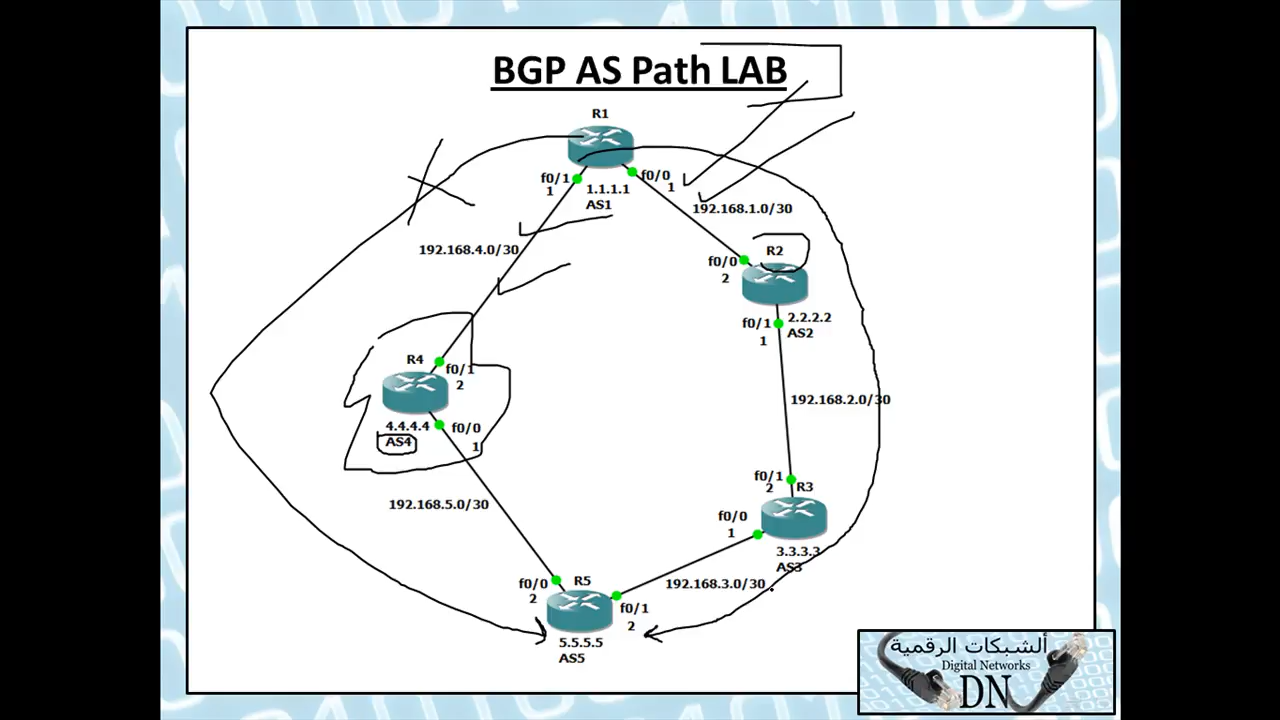 BGP AS Path LAB
R1
f0/1
1
f0/0
1
1.1.1.1
AS1
192.168.1.0/30
192.168.4.0/30
R2
f0/0
2
2.2.2.2
AS2
f0/1
1
R4
f0/1
2
4.4.4.4
AS4
f0/0
1
192.168.2.0/30
f0/1
2
R3
f0/0
1
3.3.3.3
AS3
192.168.5.0/30
192.168.3.0/30
R5
f0/0
2
f0/1
2
5.5.5.5
AS5
ألشبكات الرقمية
Digital Networks
DN